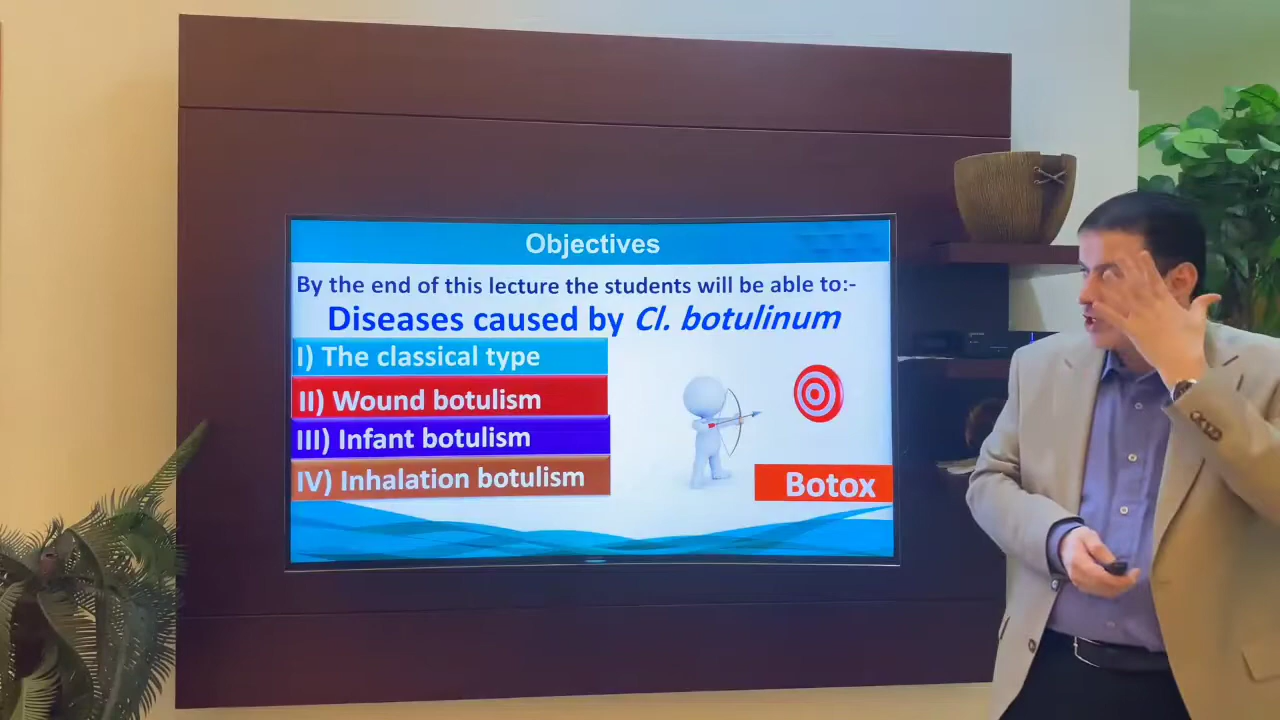 Objectives
By the end of this lecture the students will be able to:-
Diseases caused by Cl. botulinum
I) The classical type
II) Wound botulism
III) Infant botulism
IV) Inhalation botulism
Botox